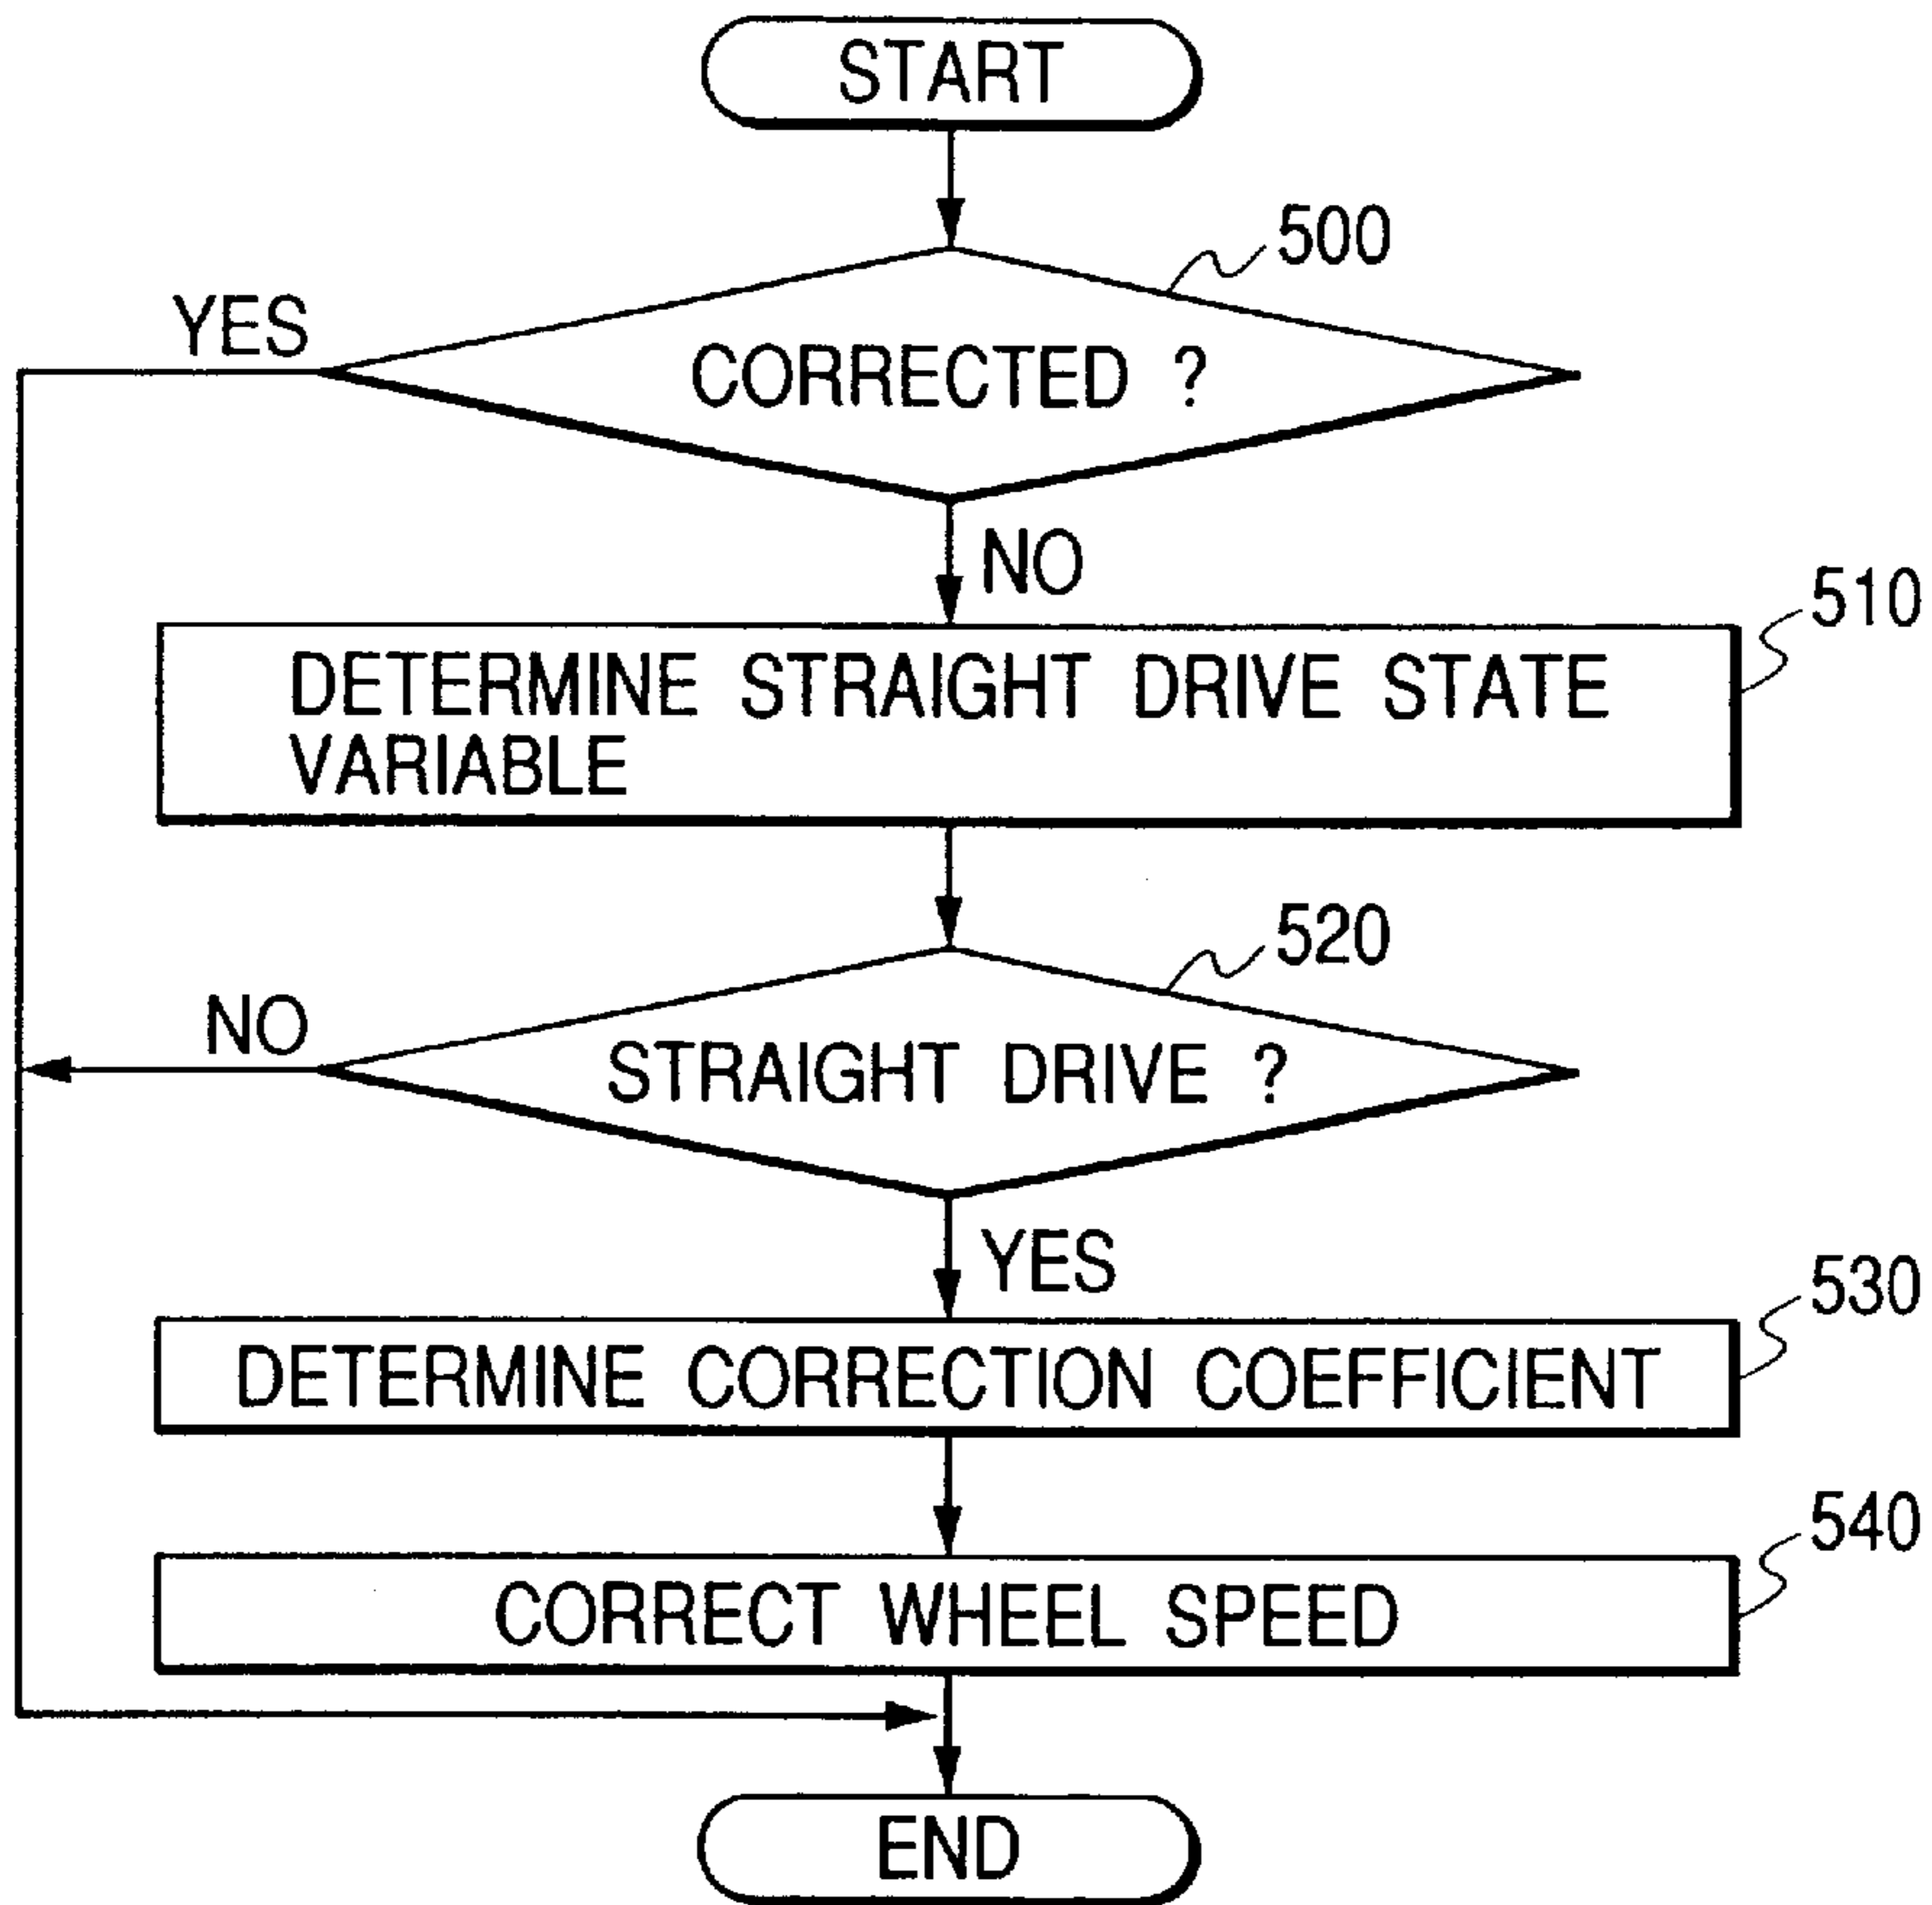 START
500
YES
CORRECTED ?
NO
510
DETERMINE STRAIGHT DRIVE STATE
VARIABLE
520
NO
STRAIGHT DRIVE ?
YES
530
DETERMINE CORRECTION COEFFICIENT
540
CORRECT WHEEL SPEED
END